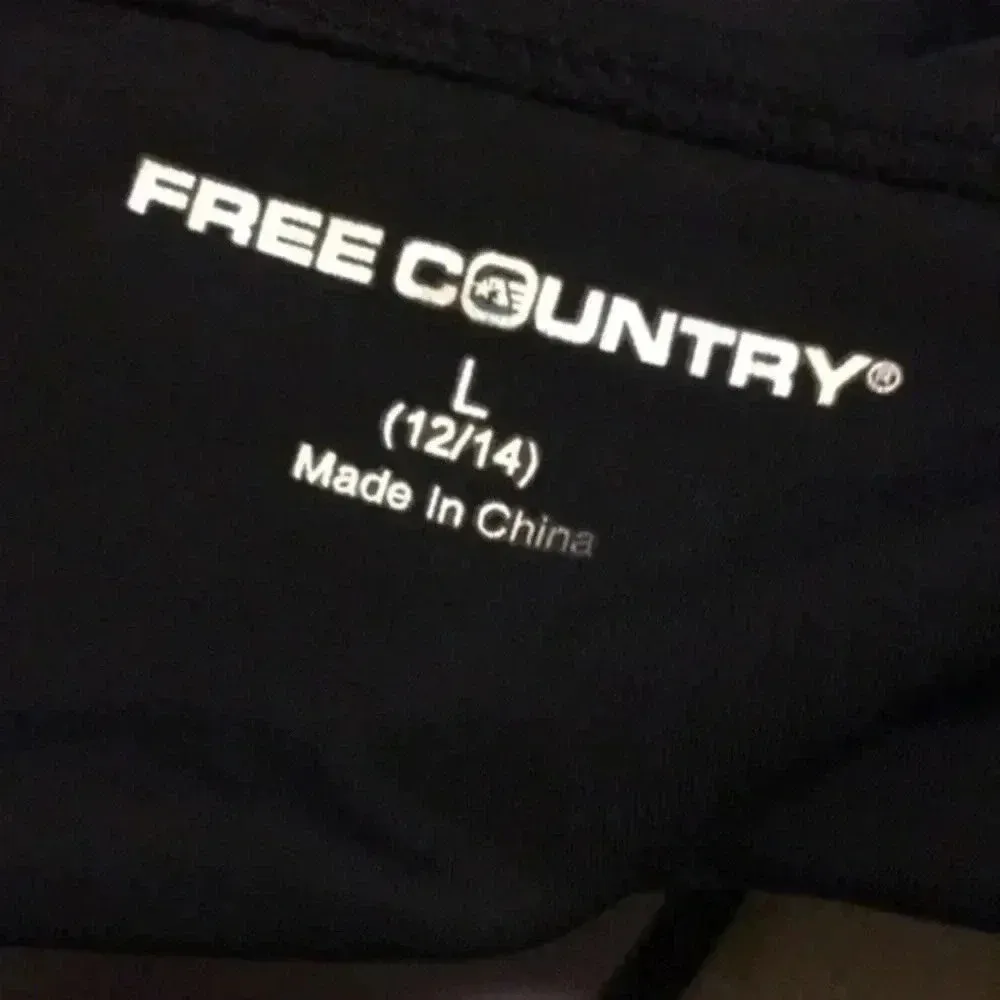 FREE COUNTRY®
L
(12/14)
Made In China